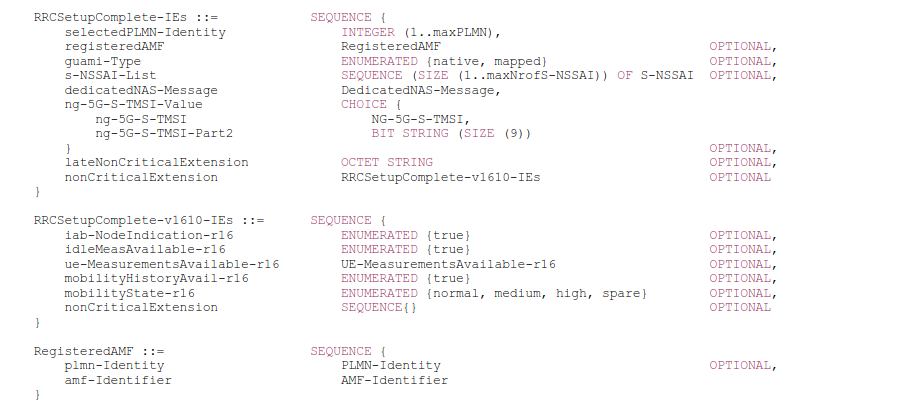 RRCSetupComplete-IEs ::= SEQUENCE {
selectedPLMN-Identity INTEGER (1..maxPLMN),
registeredAMF RegisteredAMF OPTIONAL,
guami-Type ENUMERATED {native, mapped} OPTIONAL,
s-NSSAI-List SEQUENCE (SIZE (1..maxNrofS-NSSAI)) OF S-NSSAI OPTIONAL,
dedicatedNAS-Message DedicatedNAS-Message,
ng-5G-S-TMSI-Value CHOICE {
ng-5G-S-TMSI NG-5G-S-TMSI,
ng-5G-S-TMSI-Part2 BIT STRING (SIZE (9))
} OPTIONAL,
lateNonCriticalExtension OCTET STRING OPTIONAL,
nonCriticalExtension RRCSetupComplete-v1610-IEs OPTIONAL
}
RRCSetupComplete-v1610-IEs ::= SEQUENCE {
iab-NodeIndication-r16 ENUMERATED {true} OPTIONAL,
idleMeasAvailable-r16 ENUMERATED {true} OPTIONAL,
ue-MeasurementsAvailable-r16 UE-MeasurementsAvailable-r16 OPTIONAL,
mobilityHistoryAvail-r16 ENUMERATED {true} OPTIONAL,
mobilityState-r16 ENUMERATED {normal, medium, high, spare} OPTIONAL,
nonCriticalExtension SEQUENCE{} OPTIONAL
}
RegisteredAMF ::= SEQUENCE {
plmn-Identity PLMN-Identity OPTIONAL,
amf-Identifier AMF-Identifier
}